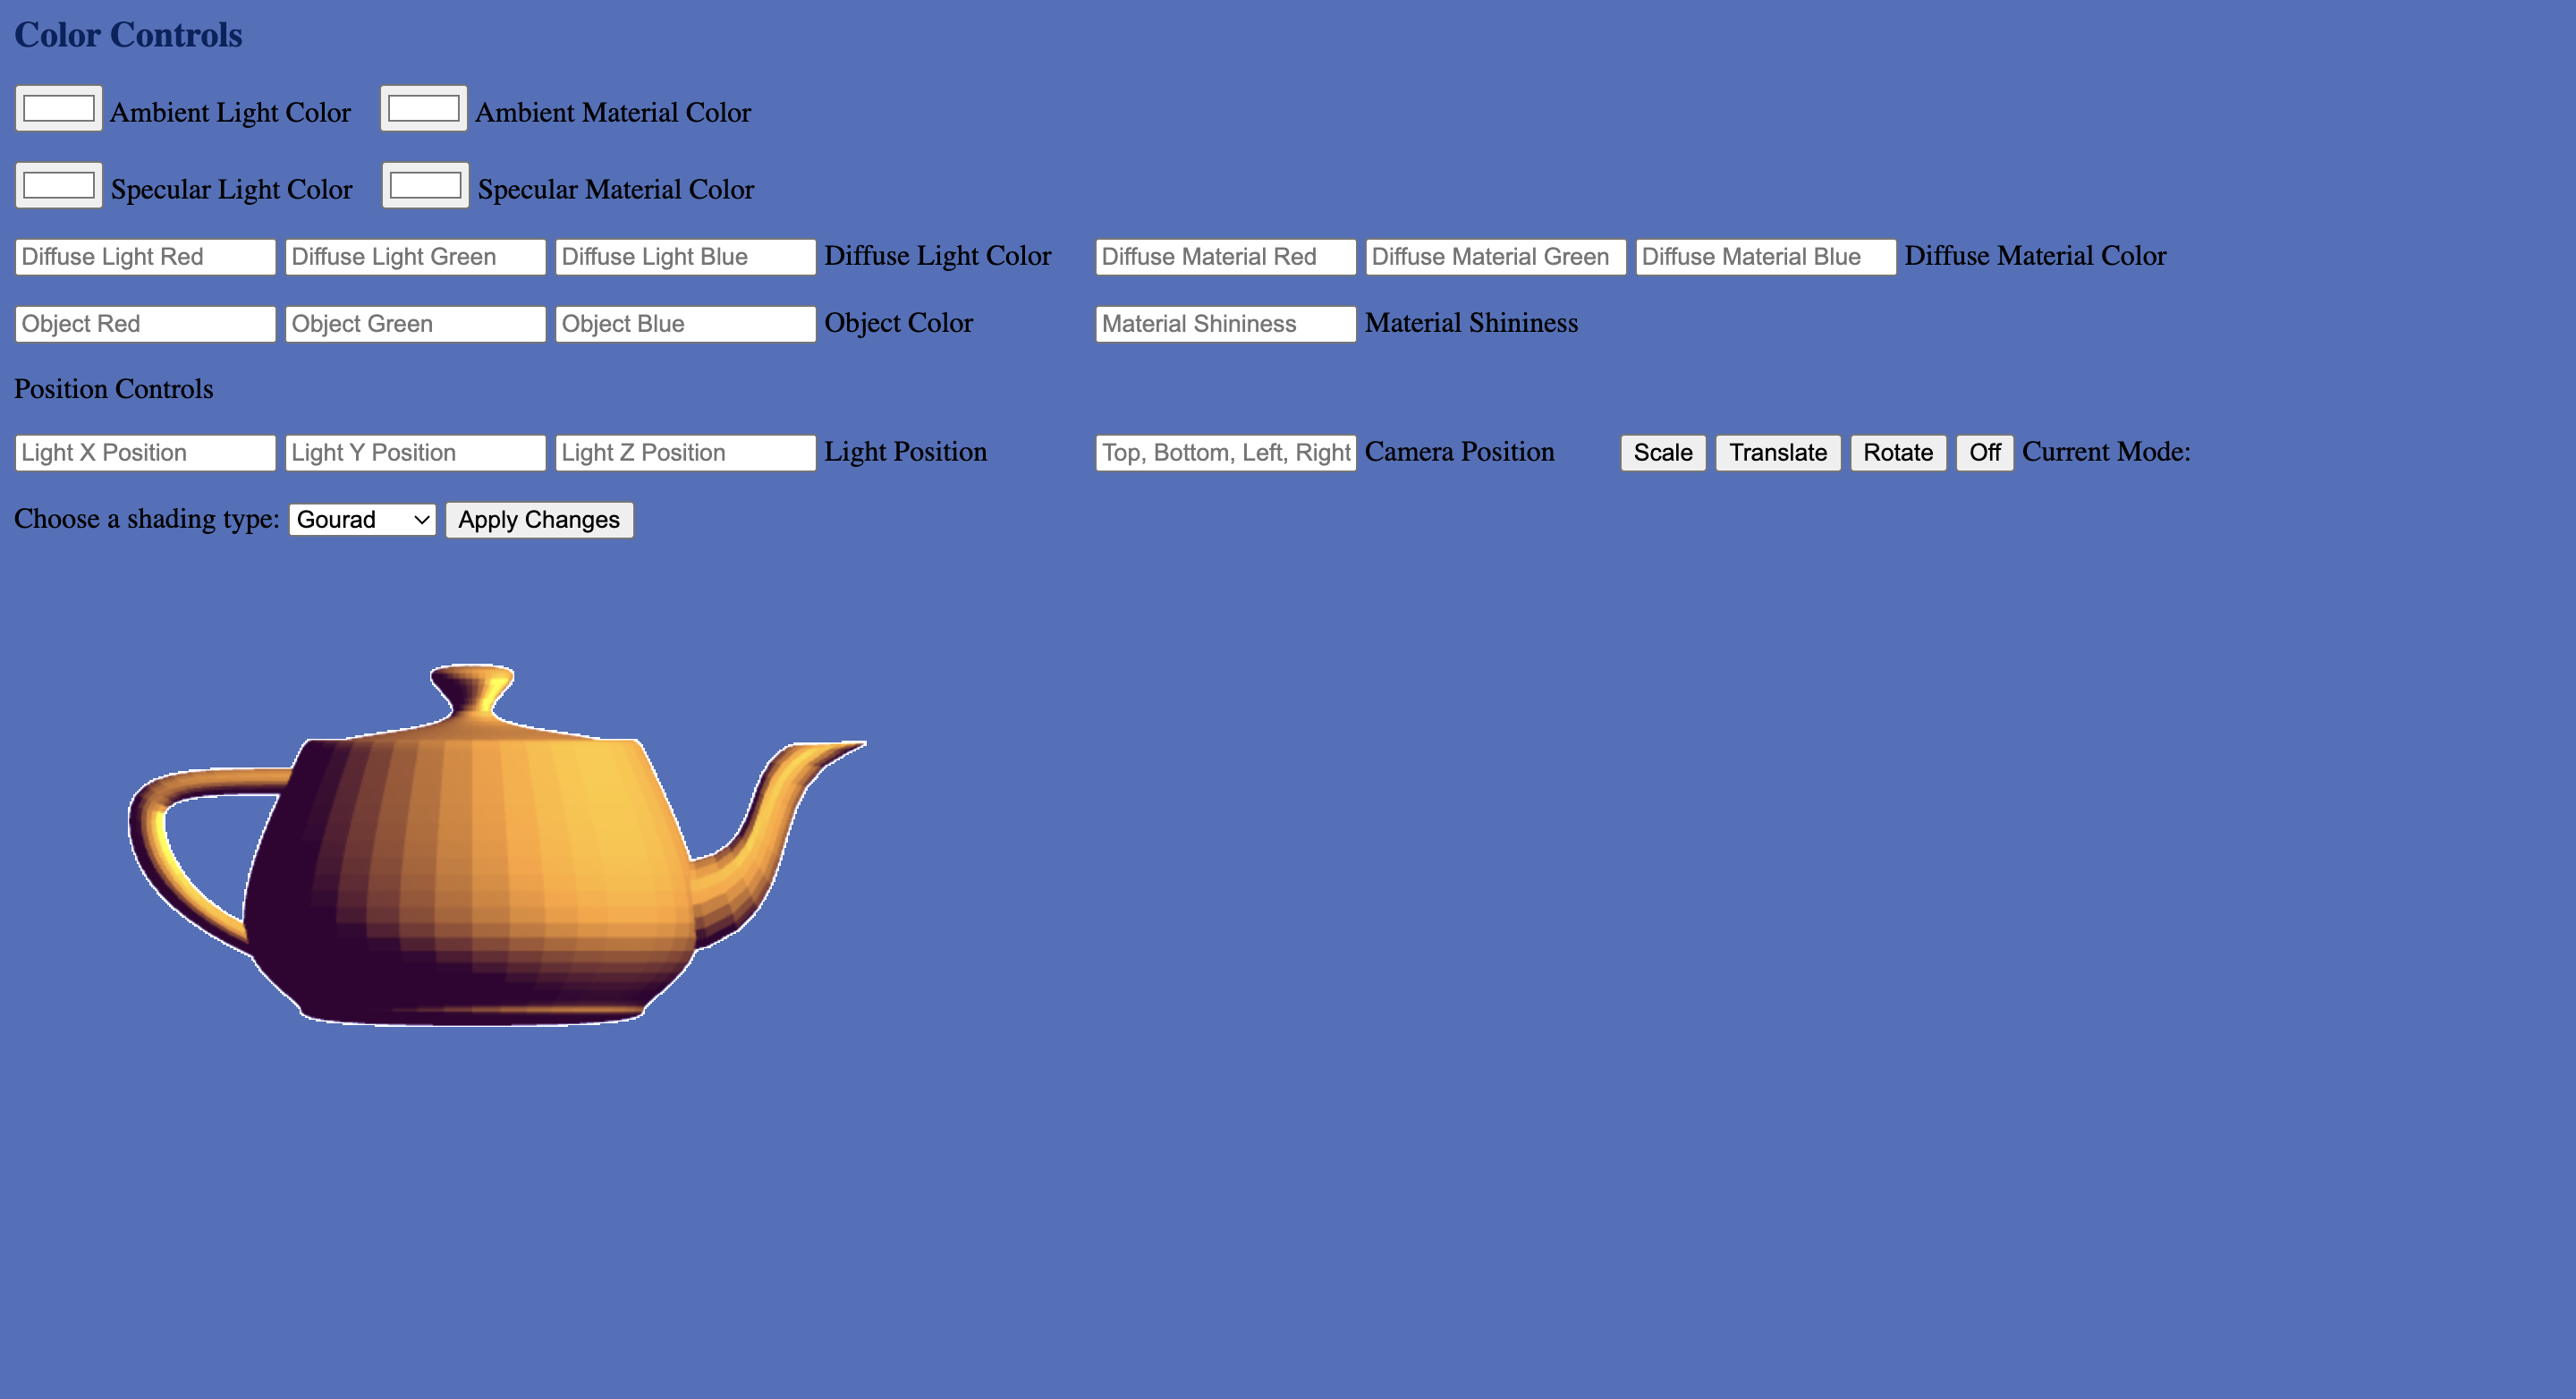 Color Controls
Ambient Light Color Ambient Material Color
Specular Light Color Specular Material Color
Diffuse Light Red Diffuse Light Green Diffuse Light Blue Diffuse Light Color Diffuse Material Red Diffuse Material Green Diffuse Material Blue Diffuse Material Color
Object Red Object Green Object Blue Object Color Material Shininess Material Shininess
Position Controls
Light X Position Light Y Position Light Z Position Light Position Top, Bottom, Left, Right Camera Position Scale Translate Rotate Off Current Mode:
Choose a shading type: Gourad Apply Changes